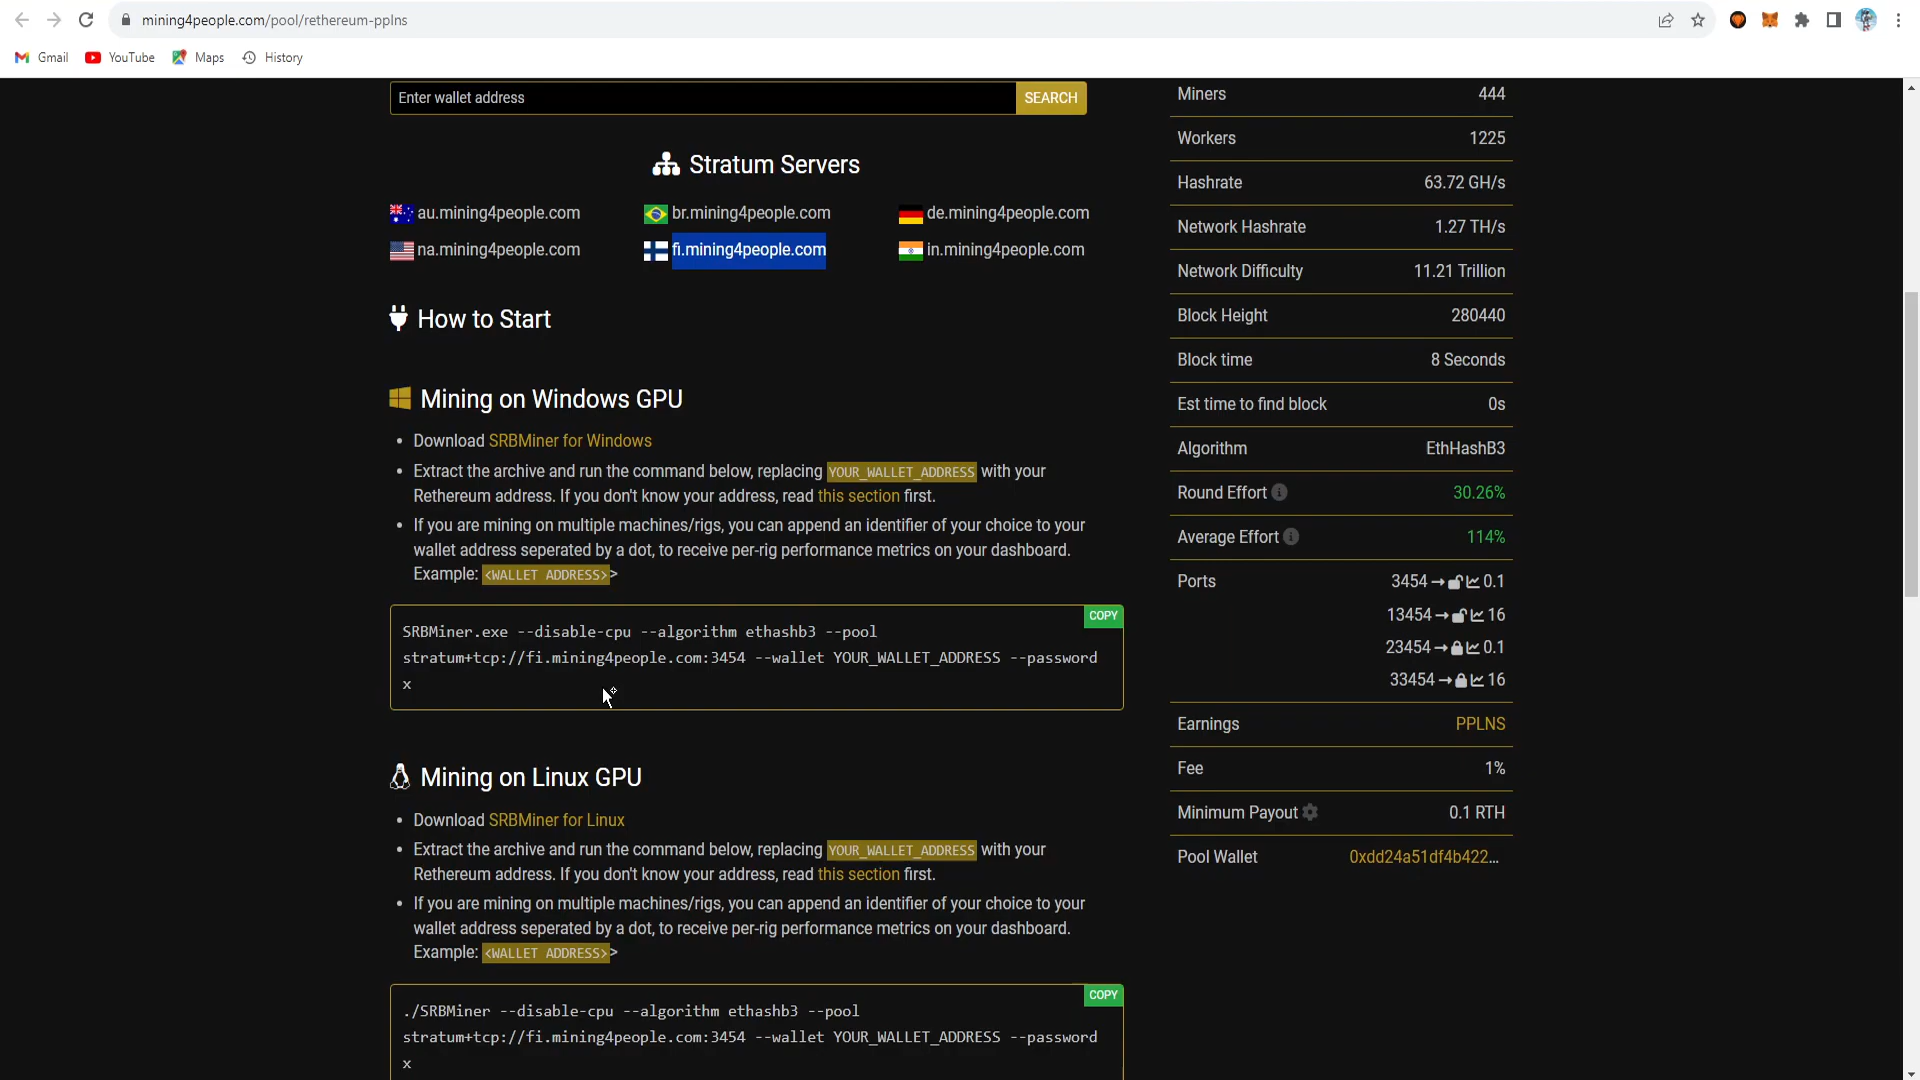 mining4people.com/pool/rethereum-pplns
Gmail YouTube Maps History
Enter wallet address SEARCH
Stratum Servers
au.mining4people.com br.mining4people.com de.mining4people.com
na.mining4people.com fi.mining4people.com in.mining4people.com
How to Start
Mining on Windows GPU
Download SRBMiner for Windows
Extract the archive and run the command below, replacing YOUR_WALLET_ADDRESS with your
Rethereum address. If you don't know your address, read this section first.
If you are mining on multiple machines/rigs, you can append an identifier of your choice to your
wallet address seperated by a dot, to receive per-rig performance metrics on your dashboard.
Example: <WALLET ADDRESS>>
COPY
SRBMiner.exe --disable-cpu --algorithm ethashb3 --pool
stratum+tcp://fi.mining4people.com:3454 --wallet YOUR_WALLET_ADDRESS --password
x
Mining on Linux GPU
Download SRBMiner for Linux
Extract the archive and run the command below, replacing YOUR_WALLET_ADDRESS with your
Rethereum address. If you don't know your address, read this section first.
If you are mining on multiple machines/rigs, you can append an identifier of your choice to your
wallet address seperated by a dot, to receive per-rig performance metrics on your dashboard.
Example: <WALLET ADDRESS>>
COPY
./SRBMiner --disable-cpu --algorithm ethashb3 --pool
stratum+tcp://fi.mining4people.com:3454 --wallet YOUR_WALLET_ADDRESS --password
x
Miners 444
Workers 1225
Hashrate 63.72 GH/s
Network Hashrate 1.27 TH/s
Network Difficulty 11.21 Trillion
Block Height 280440
Block time 8 Seconds
Est time to find block 0s
Algorithm EthHashB3
Round Effort 30.26%
Average Effort 114%
Ports 3454 → 0.1
13454 → 16
23454 → 0.1
33454 → 16
Earnings PPLNS
Fee 1%
Minimum Payout 0.1 RTH
Pool Wallet 0xdd24a51df4b422...